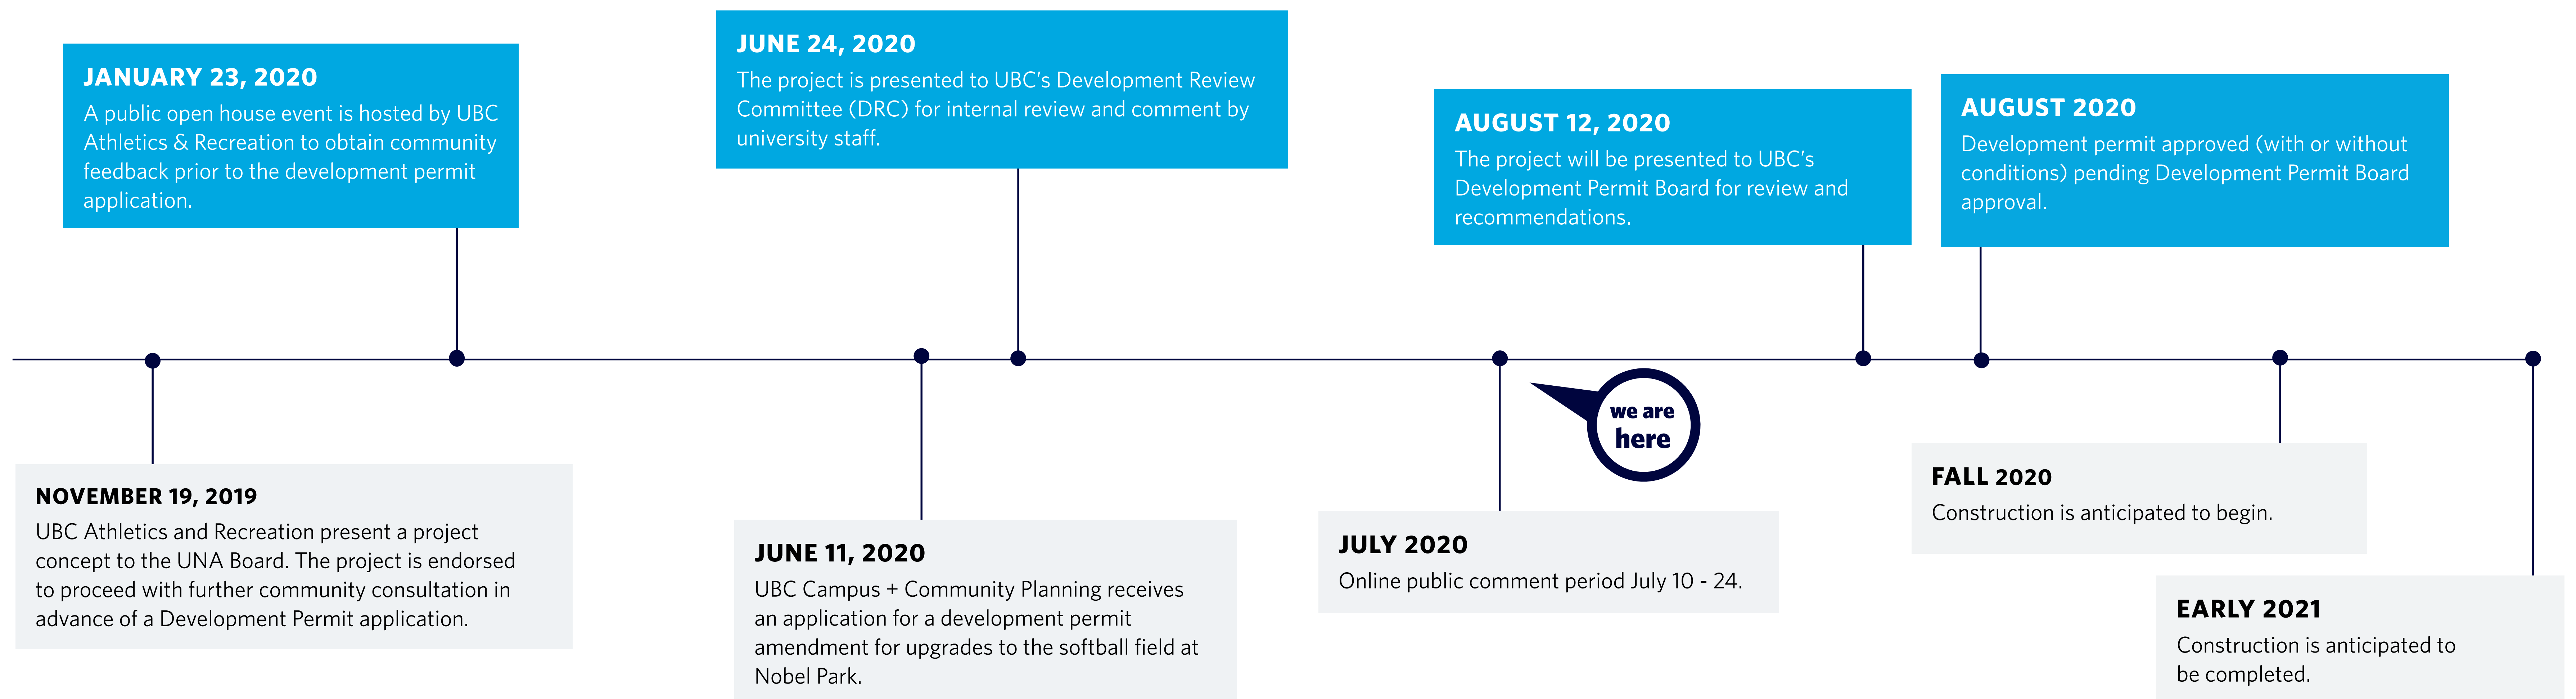 JANUARY 23, 2020
A public open house event is hosted by UBC
Athletics & Recreation to obtain community
feedback prior to the development permit
application.
JUNE 24, 2020
The project is presented to UBC's Development Review
Committee (DRC) for internal review and comment by
university staff.
AUGUST 12, 2020
The project will be presented to UBC's
Development Permit Board for review and
recommendations.
AUGUST 2020
Development permit approved (with or without
conditions) pending Development Permit Board
approval.
we are
here
NOVEMBER 19, 2019
UBC Athletics and Recreation present a project
concept to the UNA Board. The project is endorsed
to proceed with further community consultation in
advance of a Development Permit application.
JUNE 11, 2020
UBC Campus + Community Planning receives
an application for a development permit
amendment for upgrades to the softball field at
Nobel Park.
JULY 2020
Online public comment period July 10 - 24.
FALL 2020
Construction is anticipated to begin.
EARLY 2021
Construction is anticipated to
be completed.